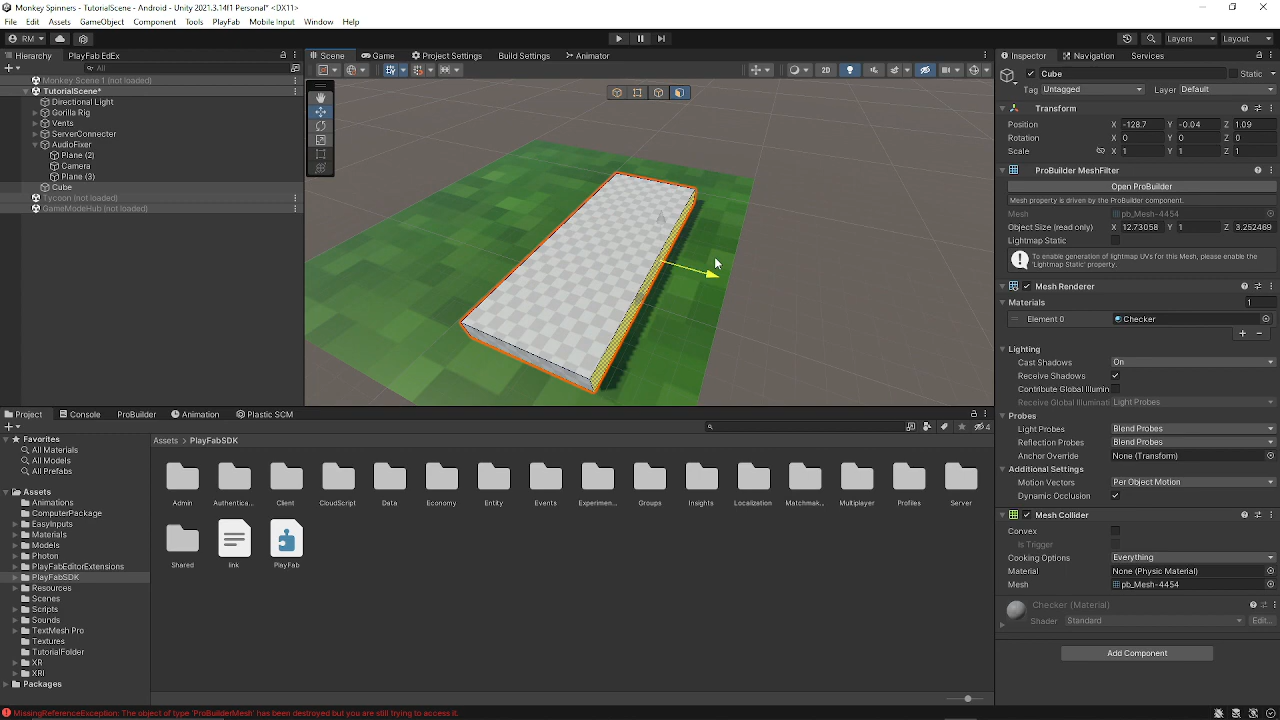 Monkey Spinners - TutorialScene - Android - Unity 2021.3.14f1 Personal* <DX11>
File Edit Assets GameObject Component Tools PlayFab Mobile Input Window Help
RM Layers Layout
Hierarchy PlayFab EdEx
All
Monkey Scene 1 (not loaded)
TutorialScene*
Directional Light
Gorilla Rig
Vents
ServerConnecter
AudioFixer
Plane (2)
Camera
Plane (3)
Cube
Tycoon (not loaded)
GameModeHub (not loaded)
Scene Game Project Settings Build Settings Animator
2D
Inspector Navigation Services
Cube Static
Tag Untagged Layer Default
Transform
Position X -128.7 Y -0.04 Z 1.09
Rotation X 0 Y 0 Z 0
Scale X 1 Y 1 Z 1
ProBuilder MeshFilter
Open ProBuilder
Mesh property is driven by the ProBuilder component.
Mesh pb_Mesh-4454
Object Size (read only) X 12.73058 Y 1 Z 3.252469
Lightmap Static
To enable generation of lightmap UVs for this Mesh, please enable the 'Lightmap Static' property.
Mesh Renderer
Materials 1
Element 0 Checker
Lighting
Cast Shadows On
Receive Shadows
Contribute Global Illumin
Receive Global Illuminati Light Probes
Probes
Light Probes Blend Probes
Reflection Probes Blend Probes
Anchor Override None (Transform)
Additional Settings
Motion Vectors Per Object Motion
Dynamic Occlusion
Mesh Collider
Convex
Is Trigger
Cooking Options Everything
Material None (Physic Material)
Mesh pb_Mesh-4454
Checker (Material)
Shader Standard Edit...
Add Component
Project Console ProBuilder Animation Plastic SCM
4
Favorites
All Materials
All Models
All Prefabs
Assets
Animations
ComputerPackage
EasyInputs
Materials
Models
Photon
PlayFabEditorExtensions
PlayFabSDK
Resources
Scenes
Scripts
Sounds
TextMesh Pro
Textures
TutorialFolder
XR
XRI
Packages
Assets > PlayFabSDK
Admin Authentica... Client CloudScript Data Economy Entity Events Experimen... Groups Insights Localization Matchmak... Multiplayer Profiles Server
Shared link PlayFab
MissingReferenceException: The object of type 'ProBuilderMesh' has been destroyed but you are still trying to access it.